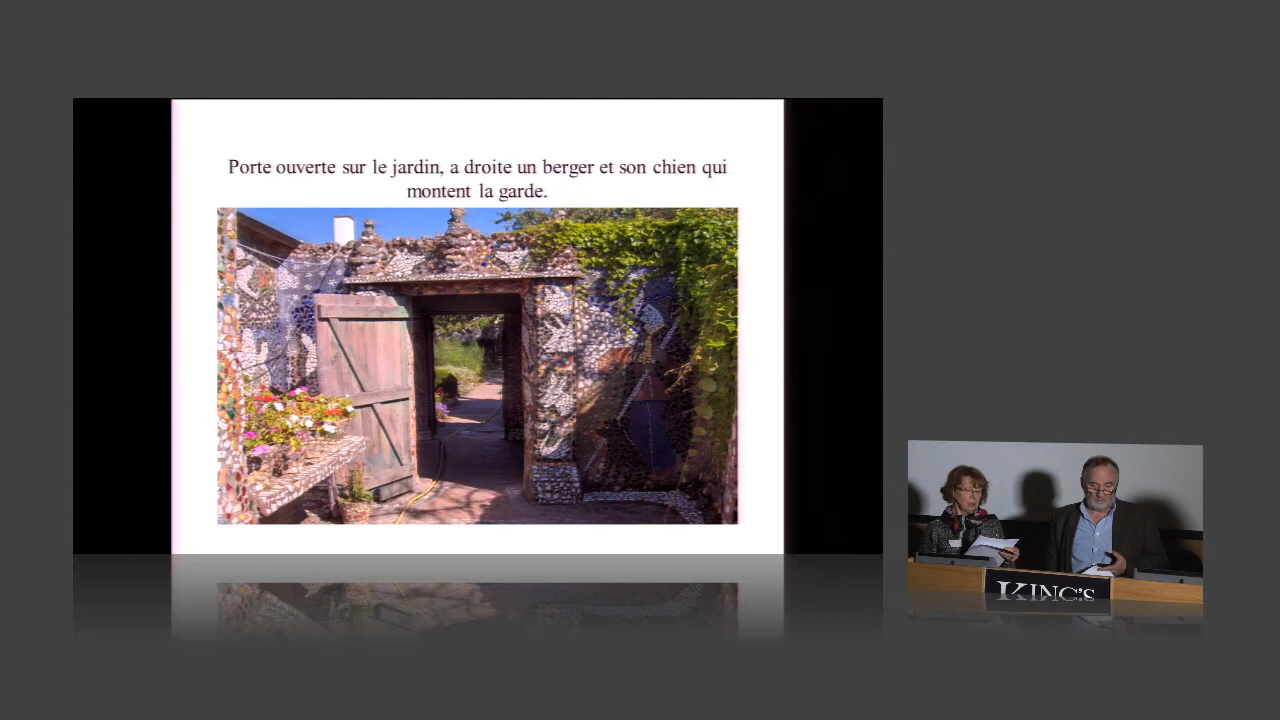 Porte ouverte sur le jardin, a droite un berger et son chien qui
montent la garde.
KING'S